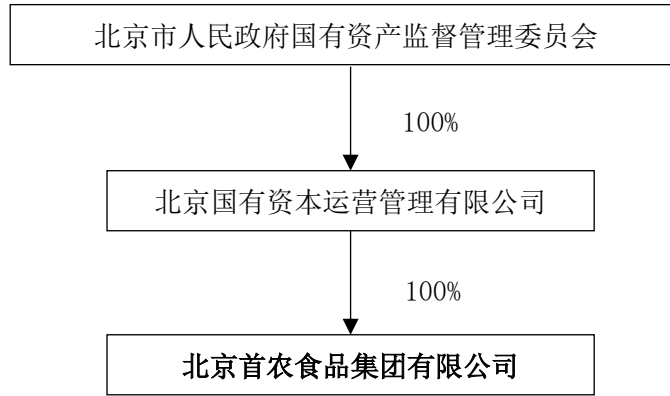 北京市人民政府国有资产监督管理委员会
100%
北京国有资本运营管理有限公司
100%
北京首农食品集团有限公司